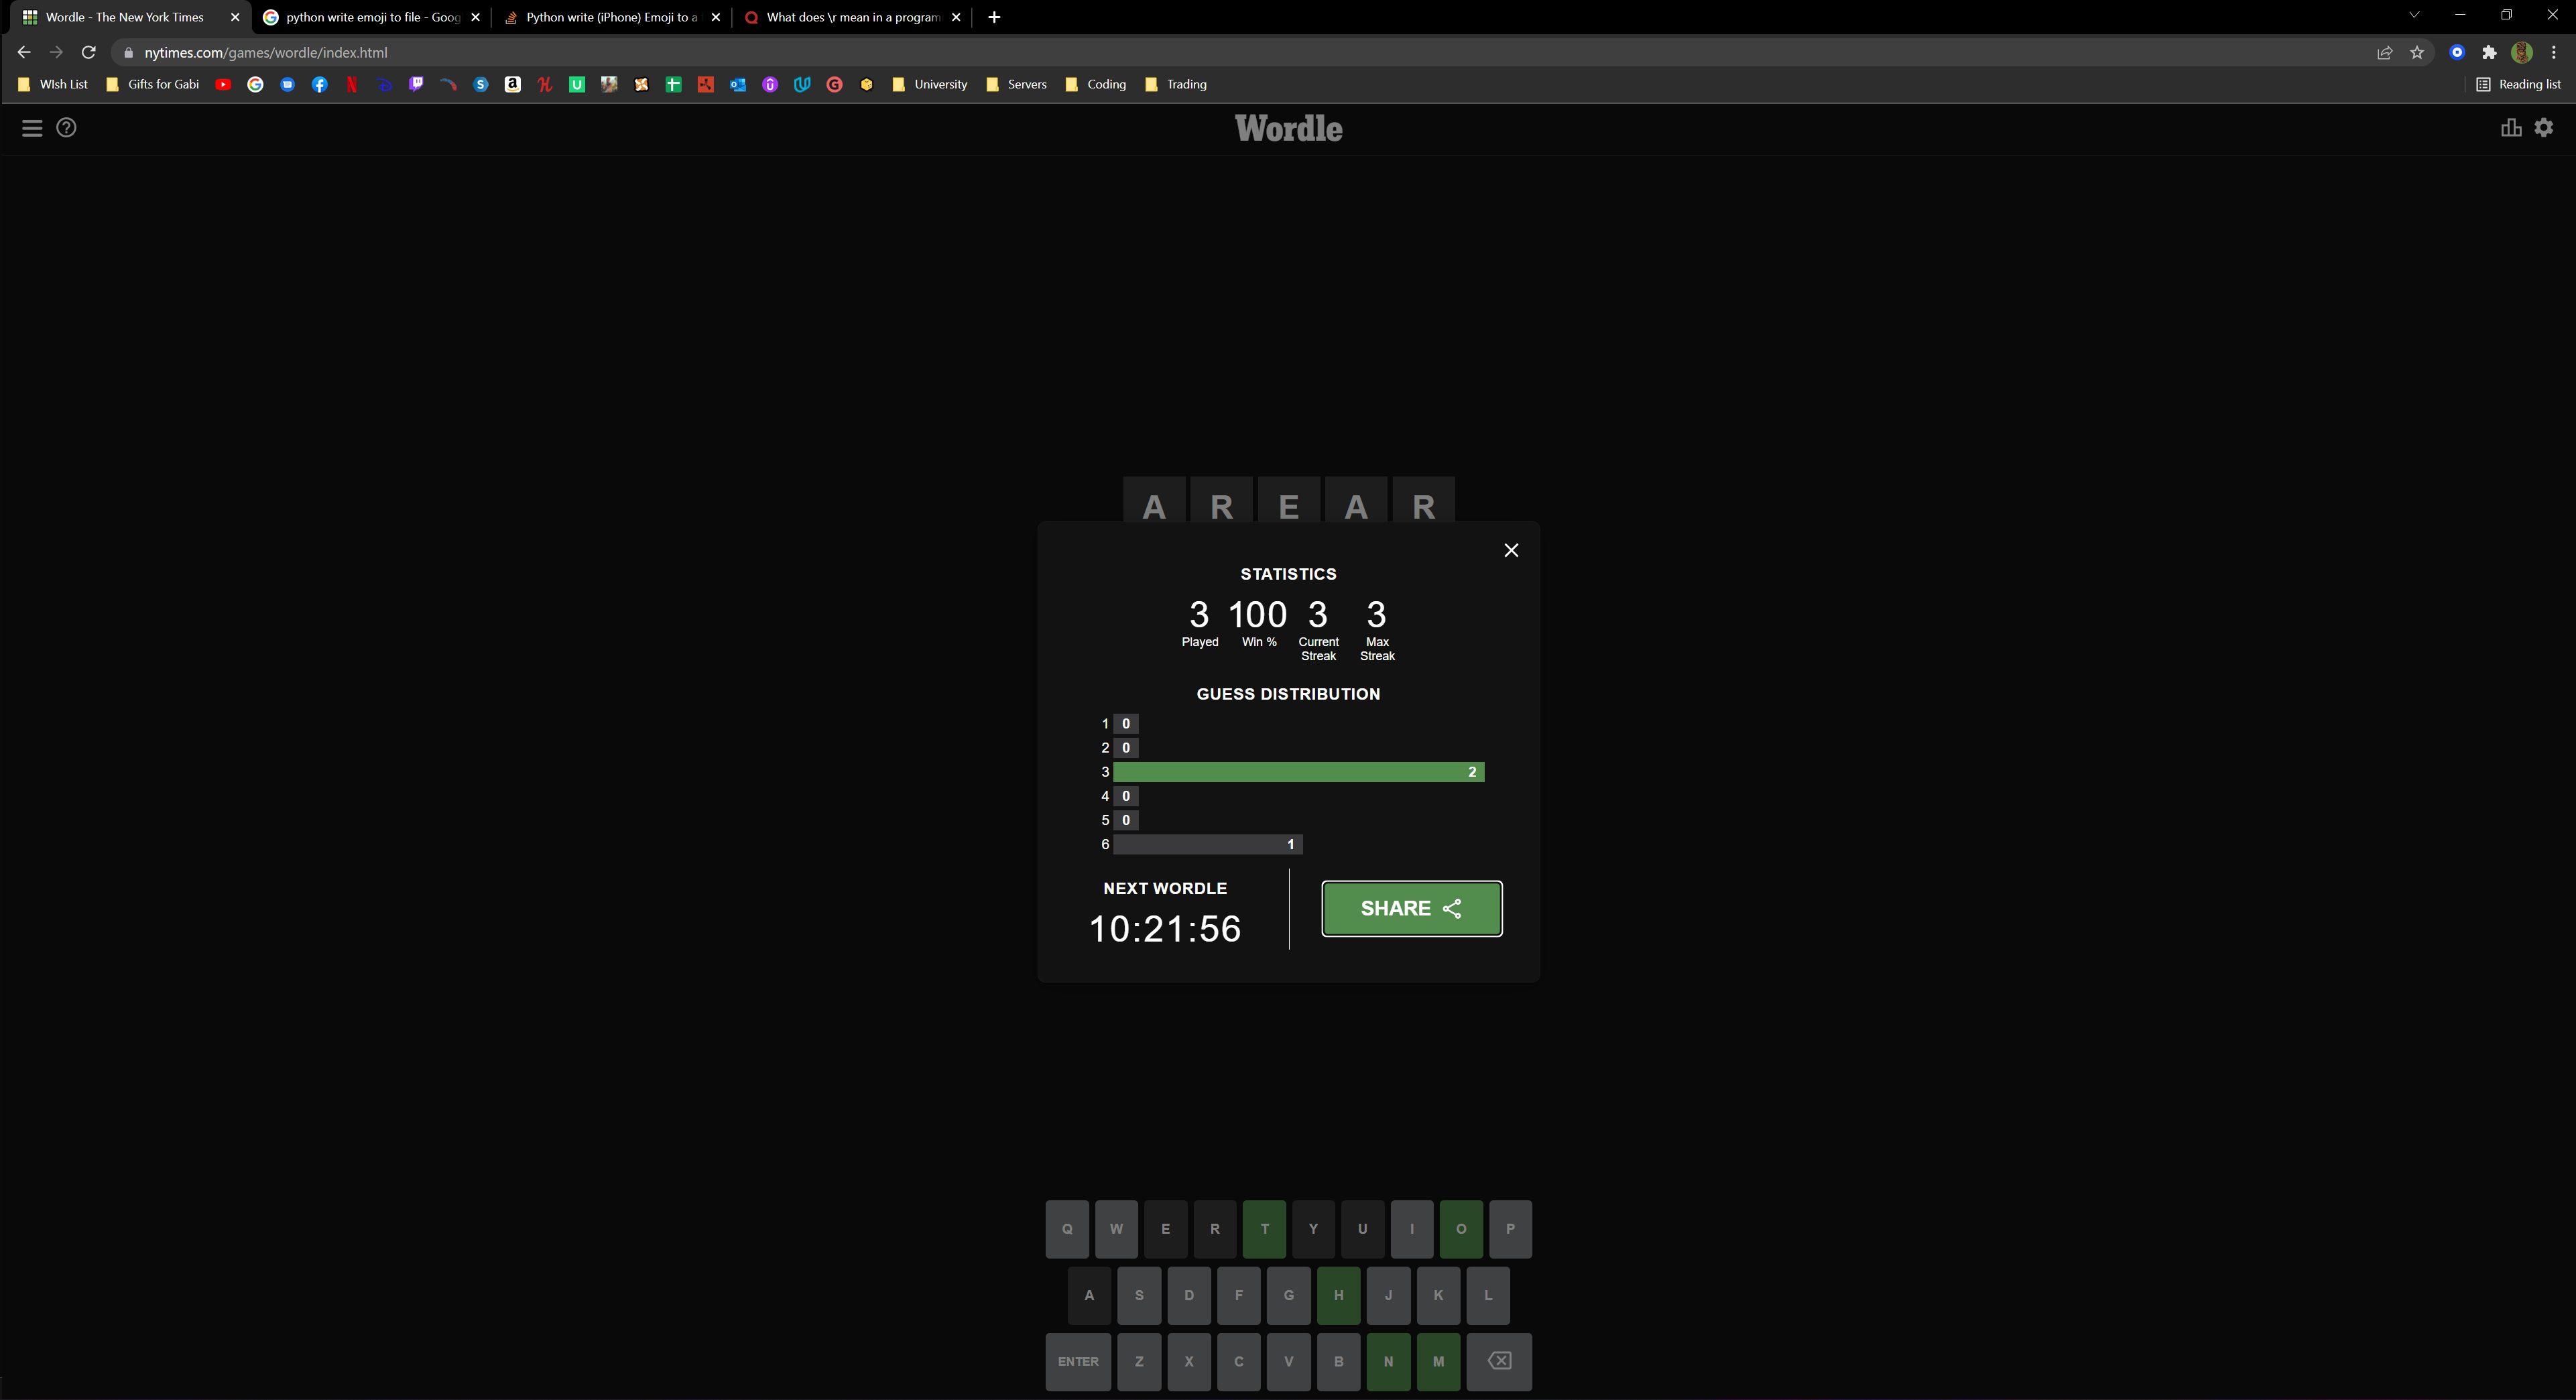 Wordle - The New York Times python write emoji to file - Goog Python write (iPhone) Emoji to a What does \r mean in a program
nytimes.com/games/wordle/index.html
WIsh List Gifts for Gabi University Servers Coding Trading Reading list
Wordle
A R E A R
STATISTICS
3 100 3 3
Played Win % Current Max
Streak Streak
GUESS DISTRIBUTION
1 0
2 0
3 2
4 0
5 0
6 1
NEXT WORDLE
10:21:56
SHARE
Q W E R T Y U I O P
A S D F G H J K L
ENTER Z X C V B N M